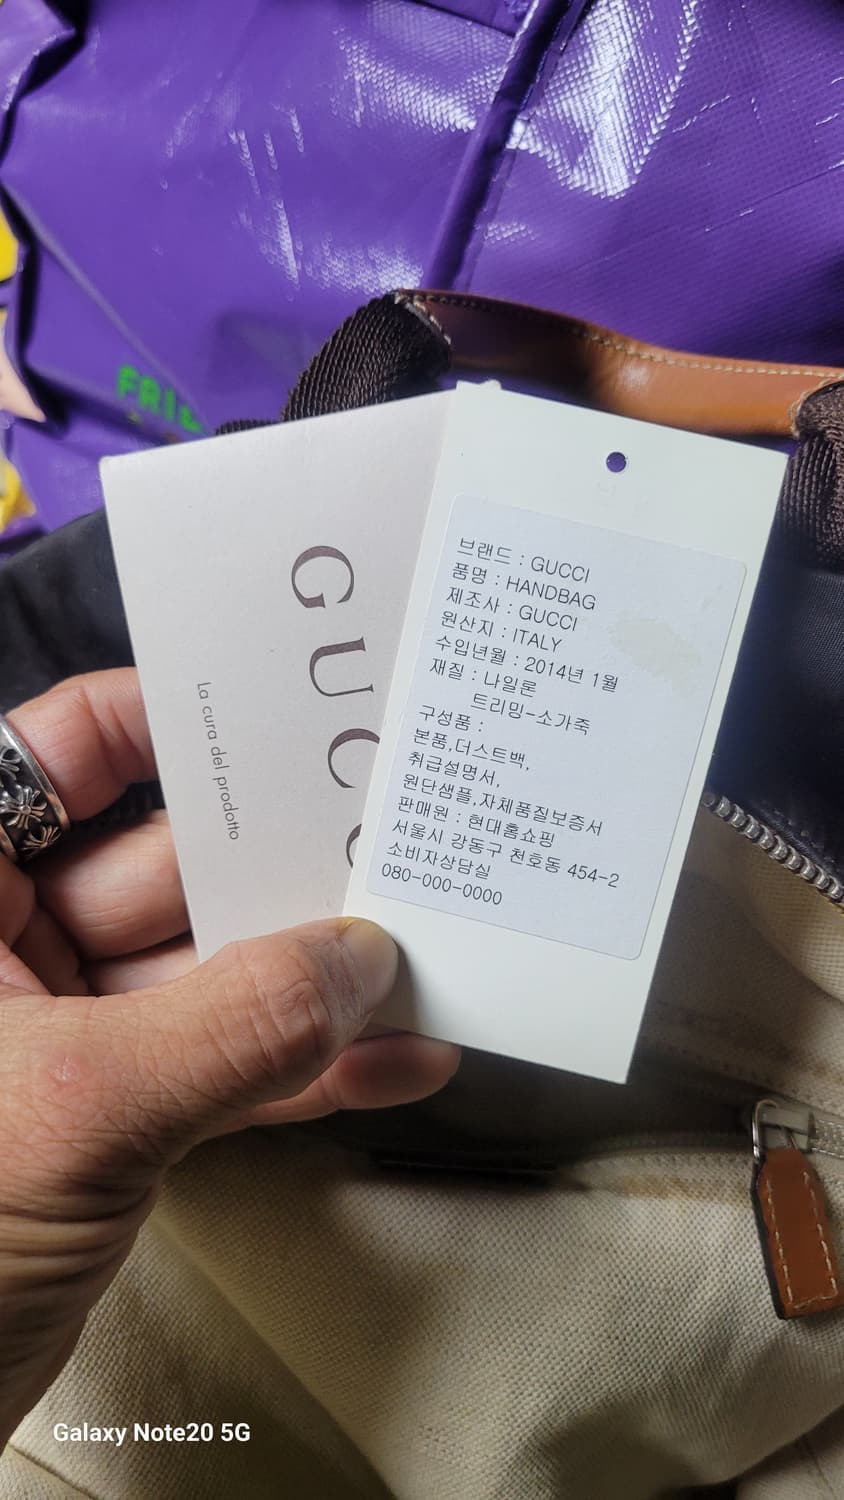 FRIE
GUCC
La cura del prodotto
브랜드 : GUCCI
품명 : HANDBAG
제조사 : GUCCI
원산지 : ITALY
수입년월 : 2014년 1월
재질 : 나일론
트리밍-소가죽
구성품 :
본품,더스트백,
취급설명서,
원단샘플,자체품질보증서
판매원 : 현대홈쇼핑
서울시 강동구 천호동 454-2
소비자상담실
080-000-0000
Galaxy Note20 5G